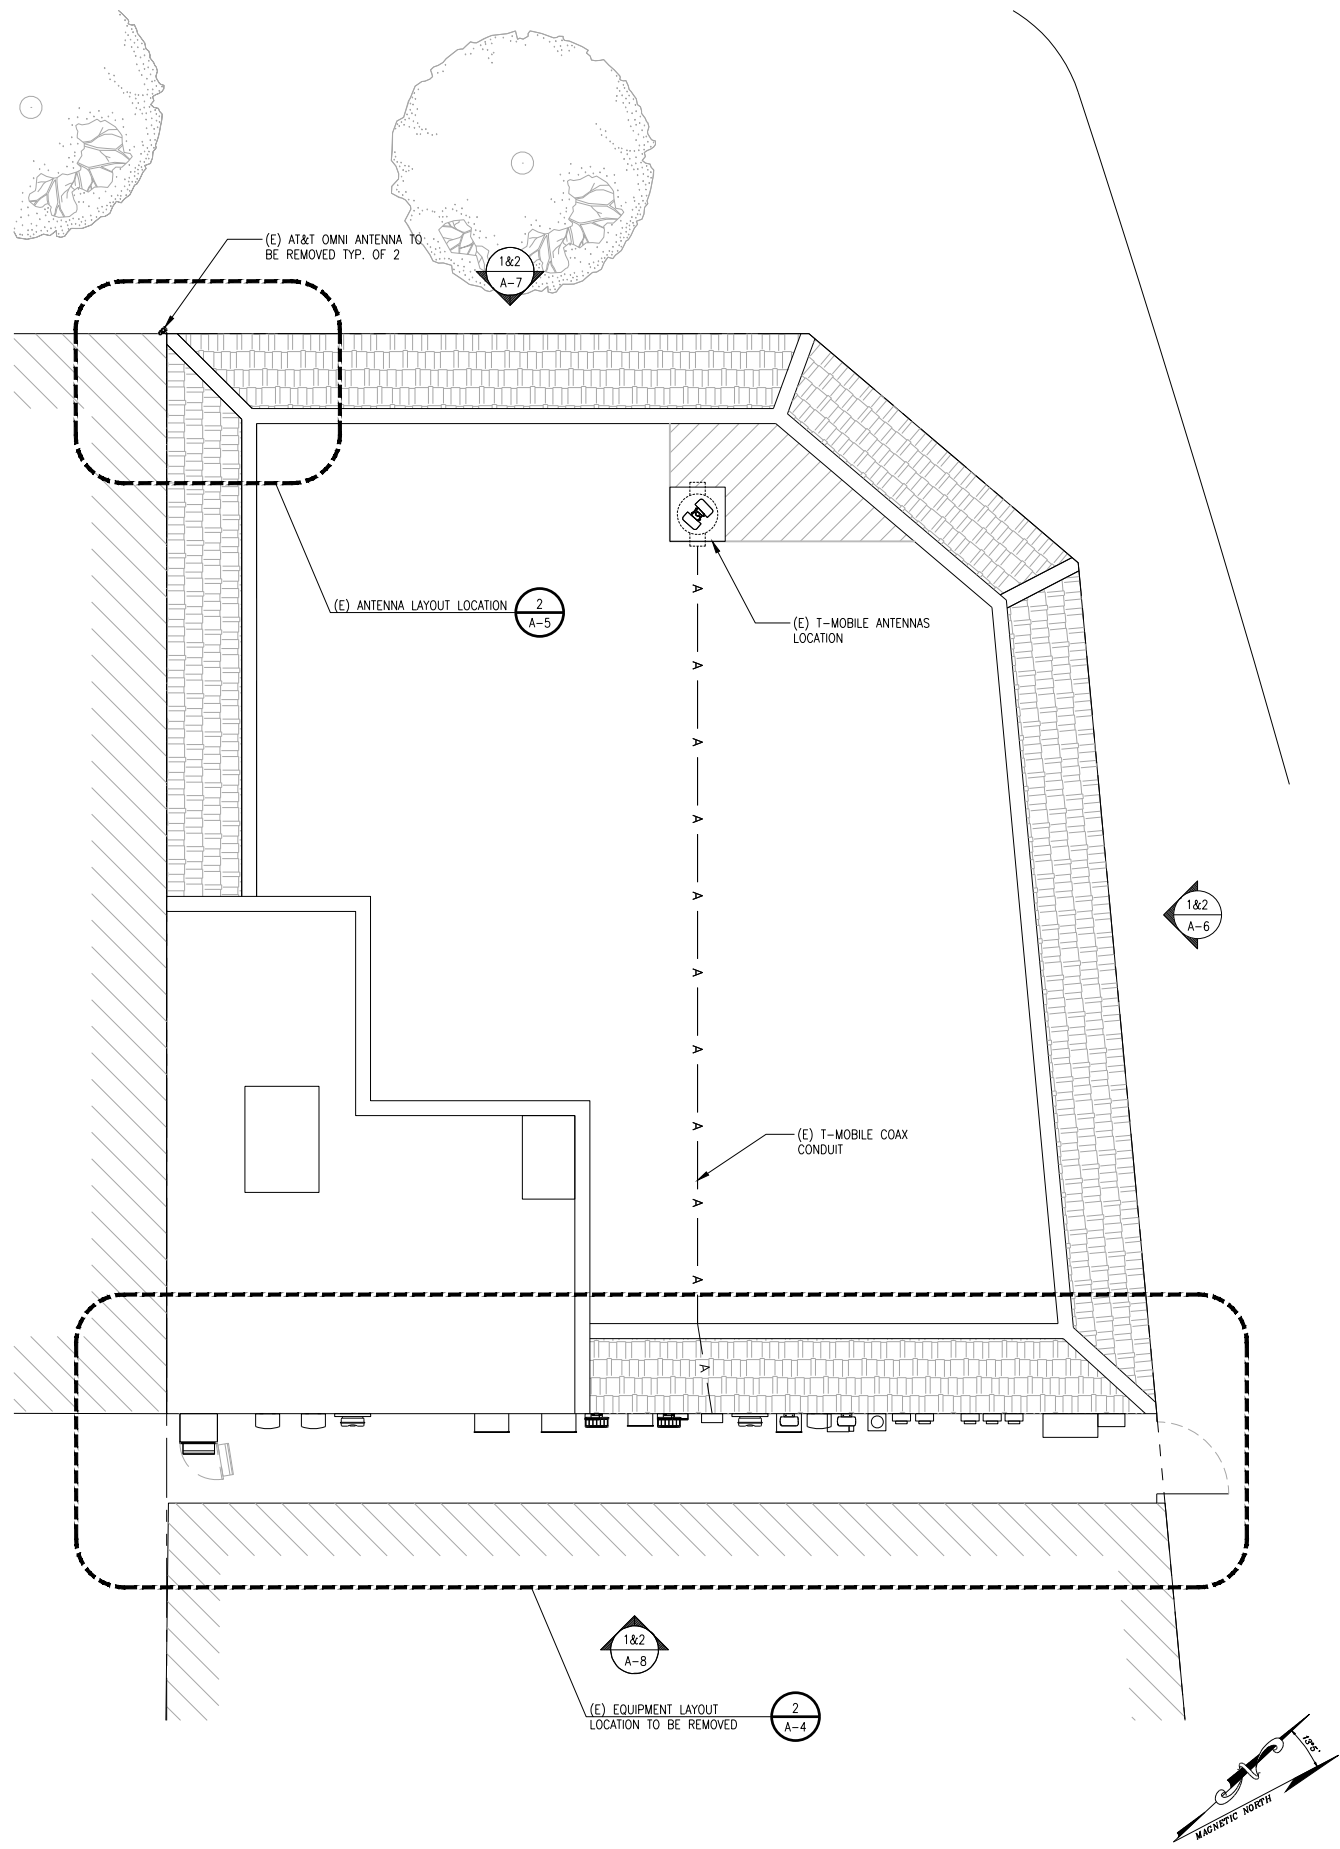 (E) AT&T OMNI ANTENNA TO
BE REMOVED TYP. OF 2
1&2
A-7
(E) ANTENNA LAYOUT LOCATION
2
A-5
(E) T-MOBILE ANTENNAS
LOCATION
A
A
A
A
A
1&2
A-6
A
A
A
(E) T-MOBILE COAX
CONDUIT
A
A
A
1&2
A-8
(E) EQUIPMENT LAYOUT
LOCATION TO BE REMOVED
2
A-4
13°5'
N
MAGNETIC NORTH